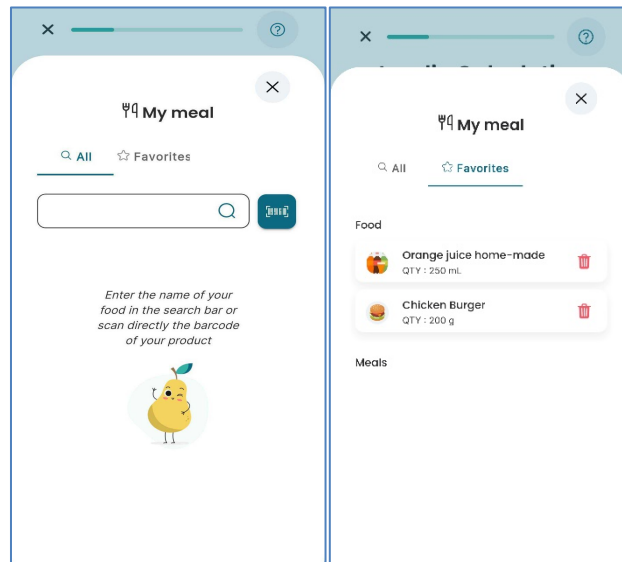 My meal
All Favorites
Enter the name of your
food in the search bar or
scan directly the barcode
of your product
My meal
All Favorites
Food
Orange juice home-made
QTY : 250 mL
Chicken Burger
QTY : 200 g
Meals